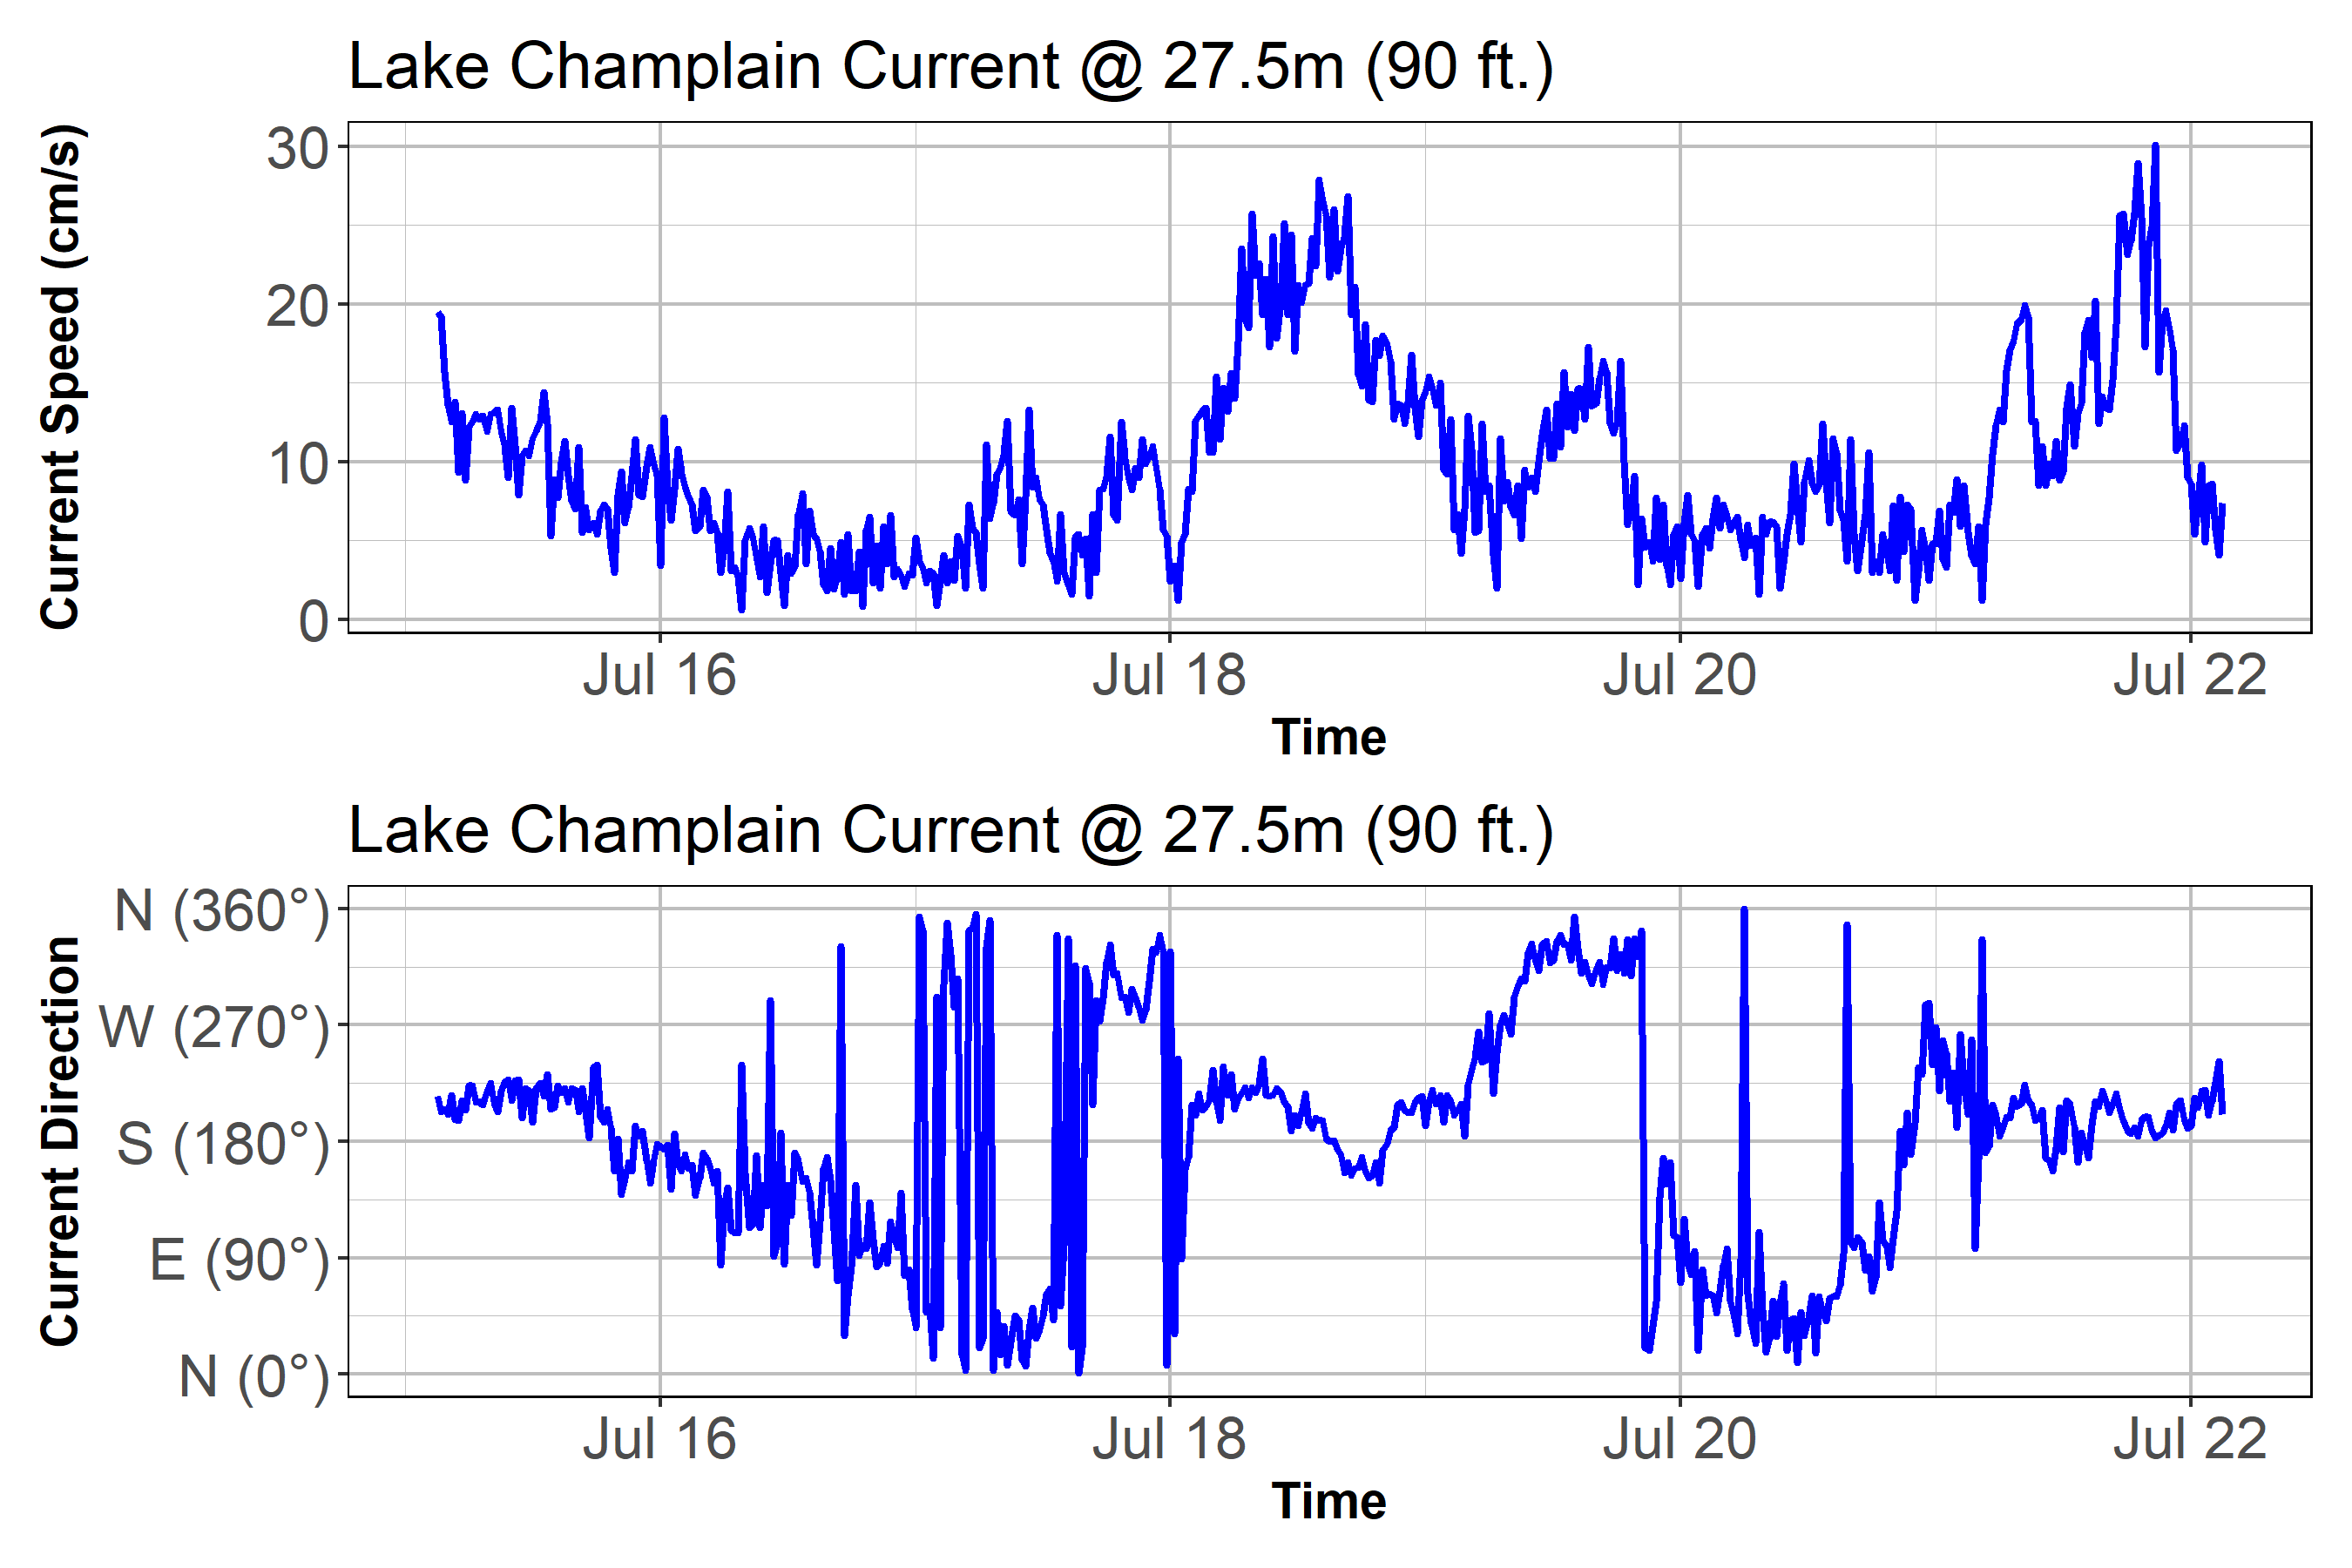 Lake Champlain Current @ 27.5m (90 ft.)
Current Speed (cm/s)
30
20
10
0
Jul 16 Jul 18 Jul 20 Jul 22
Time
Lake Champlain Current @ 27.5m (90 ft.)
Current Direction
N (360°)
W (270°)
S (180°)
E (90°)
N (0°)
Jul 16 Jul 18 Jul 20 Jul 22
Time